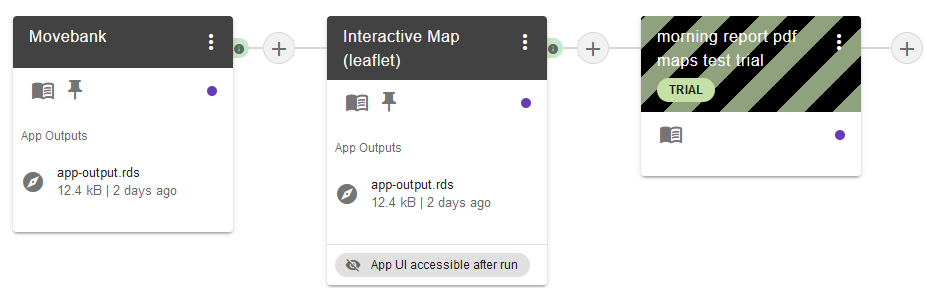 Movebank
App Outputs
app-output.rds
12.4 kB | 2 days ago
Interactive Map
(leaflet)
App Outputs
app-output.rds
12.4 kB | 2 days ago
App UI accessible after run
morning report pdf
maps test trial
TRIAL